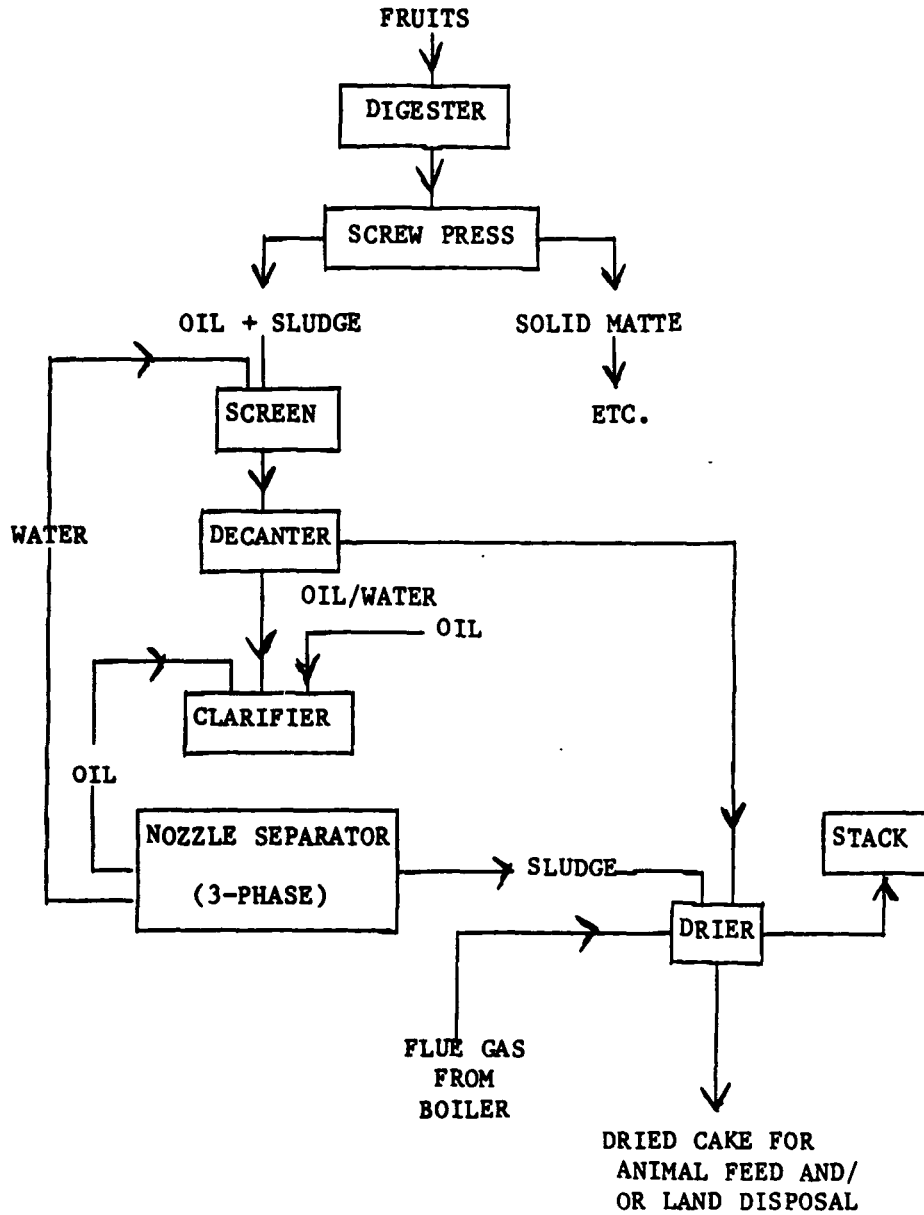 FRUITS
DIGESTER
SCREW PRESS
OIL + SLUDGE
SOLID MATTE
ETC.
SCREEN
WATER
DECANTER
OIL/WATER
OIL
CLARIFIER
OIL
NOZZLE SEPARATOR
(3-PHASE)
SLUDGE
STACK
DRIER
FLUE GAS
FROM
BOILER
DRIED CAKE FOR
ANIMAL FEED AND/
OR LAND DISPOSAL